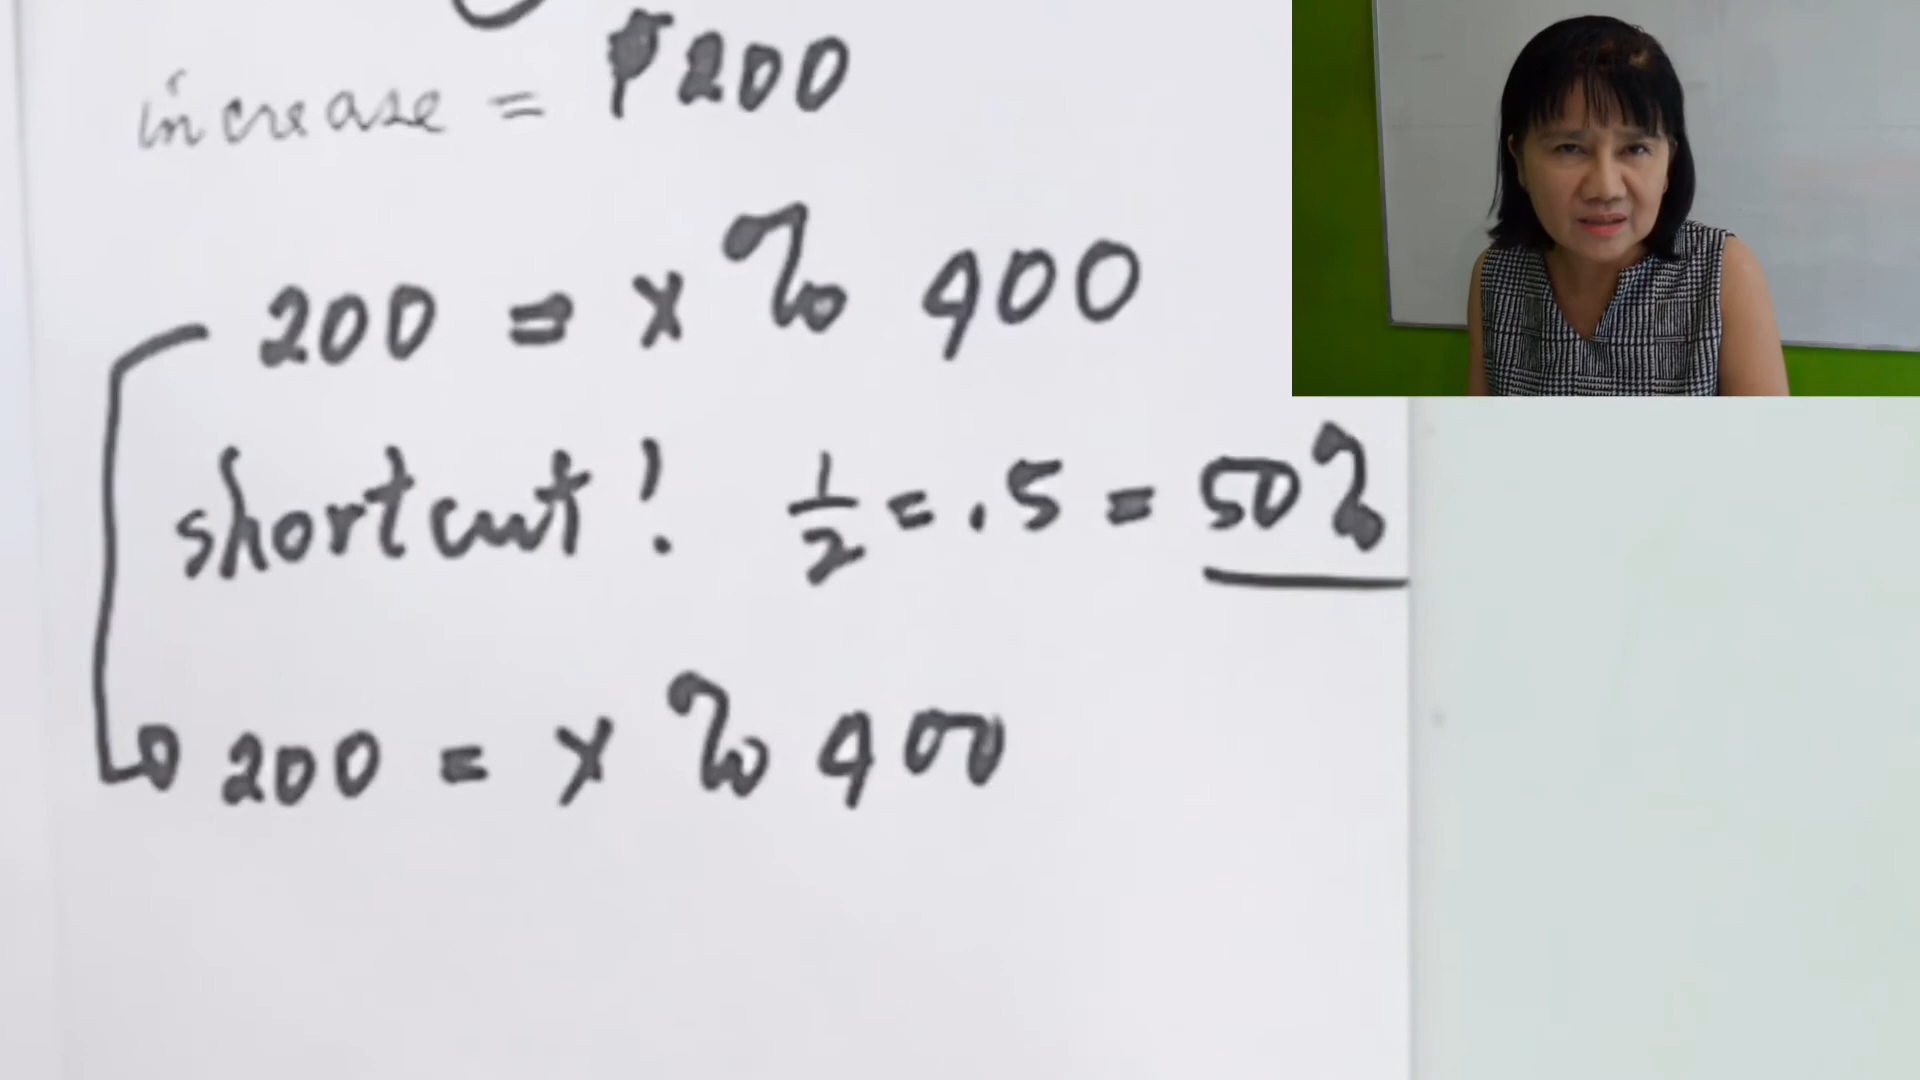 increase = ₱200
200 = x % 400
shortcut! 1/2 = .5 = 50%
200 = x % 400